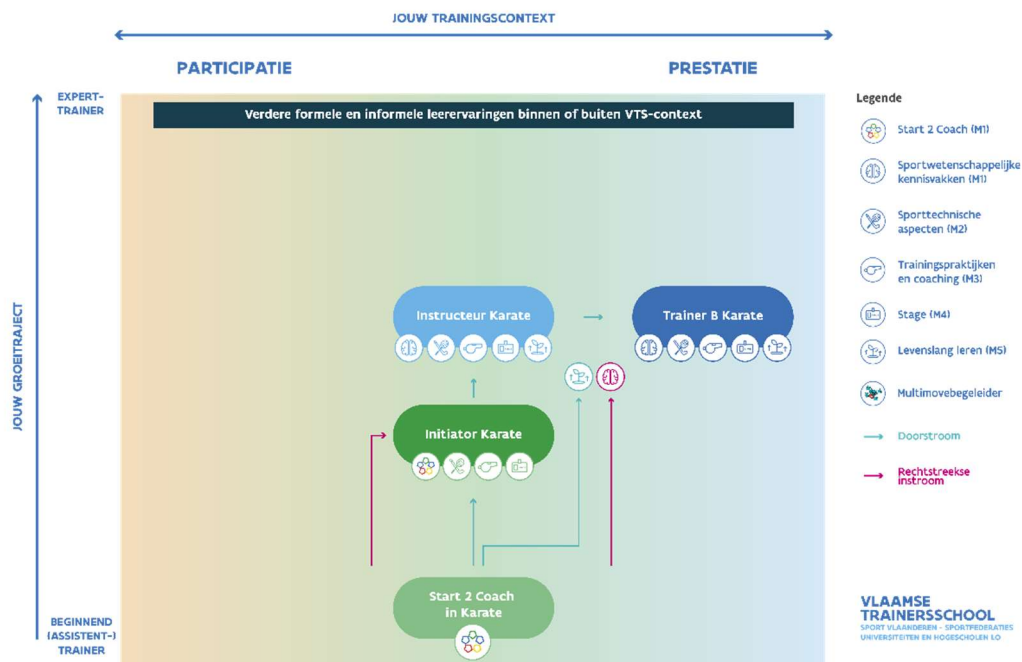 JOUW TRAININGSCONTEXT
PARTICIPATIE
PRESTATIE
EXPERT-
TRAINER
Verdere formele en informele leerervaringen binnen of buiten VTS-context
JOUW GROEITRAJECT
Instructeur Karate
Trainer B Karate
Initiator Karate
Start 2 Coach
in Karate
BEGINNEND
(ASSISTENT-)
TRAINER
Legende
Start 2 Coach (M1)
Sportwetenschappelijke
kennisvakken (M1)
Sporttechnische
aspecten (M2)
Trainingspraktijken
en coaching (M3)
Stage (M4)
Levenslang leren (M5)
Multimovebegeleider
Doorstroom
Rechtstreekse
instroom
VLAAMSE
TRAINERSSCHOOL
SPORT VLAANDEREN - SPORTFEDERATIES
UNIVERSITEITEN EN HOGESCHOLEN LO